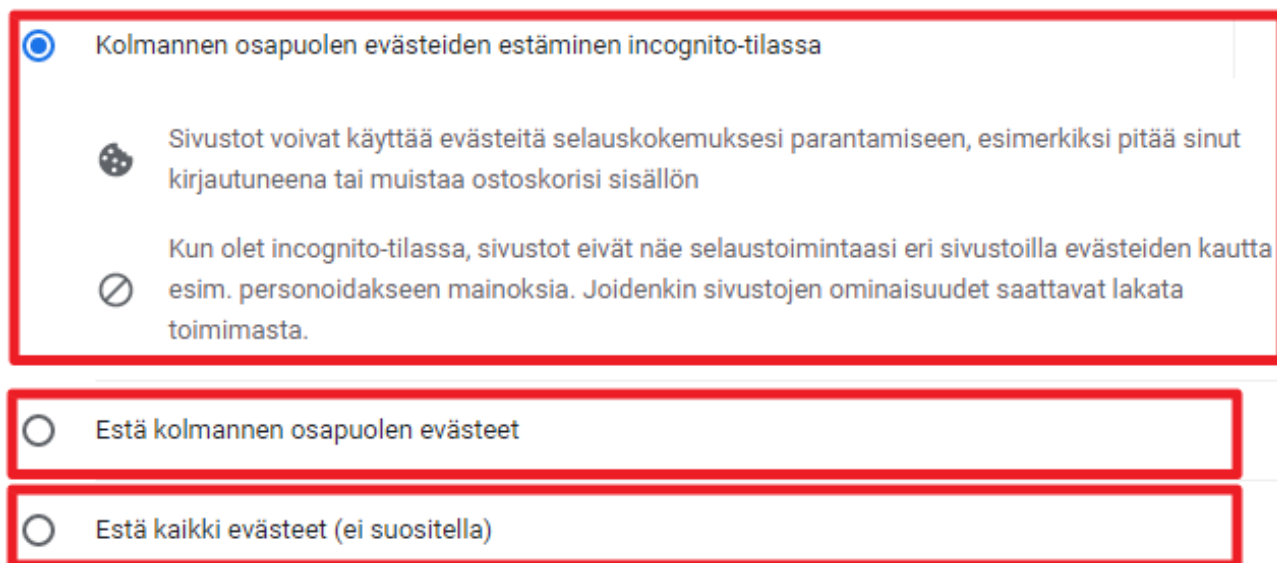 Kolmannen osapuolen evästeiden estäminen incognito-tilassa
Sivustot voivat käyttää evästeitä selauskokemuksesi parantamiseen, esimerkiksi pitää sinut
kirjautuneena tai muistaa ostoskorisi sisällön
Kun olet incognito-tilassa, sivustot eivät näe selaustoimintaasi eri sivustoilla evästeiden kautta
esim. personoidakseen mainoksia. Joidenkin sivustojen ominaisuudet saattavat lakata
toimimasta.
Estä kolmannen osapuolen evästeet
Estä kaikki evästeet (ei suositella)